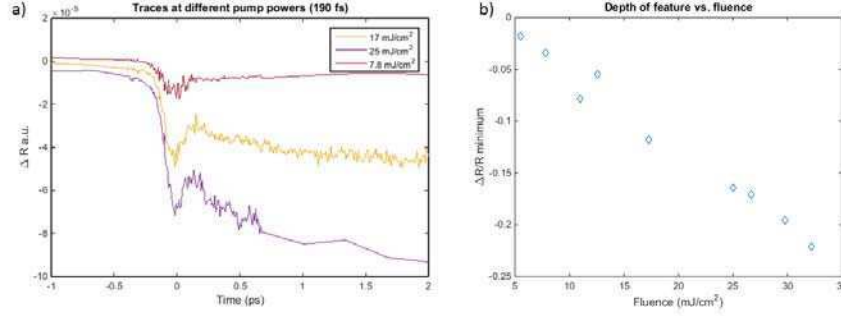 a)
Traces at different pump powers (190 fs)
2 ×10⁻⁵
17 mJ/cm²
25 mJ/cm²
7.8 mJ/cm²
0
-2
-4
-6
-8
-10
Δ R a.u.
-1
-0.5
0
0.5
1
1.5
2
Time (ps)
b)
Depth of feature vs. fluence
0
-0.05
-0.1
-0.15
-0.2
-0.25
ΔR/R minimum
5
10
15
20
25
30
35
Fluence (mJ/cm²)